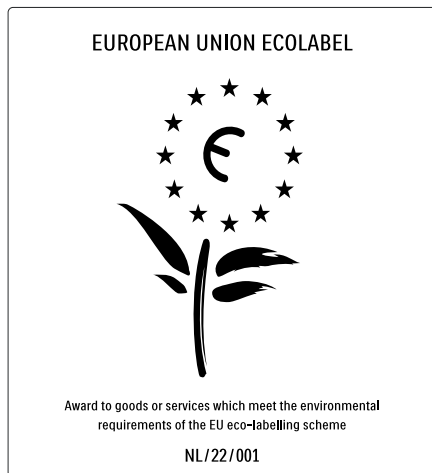 EUROPEAN UNION ECOLABEL
Award to goods or services which meet the environmental
requirements of the EU eco-labelling scheme
NL/22/001